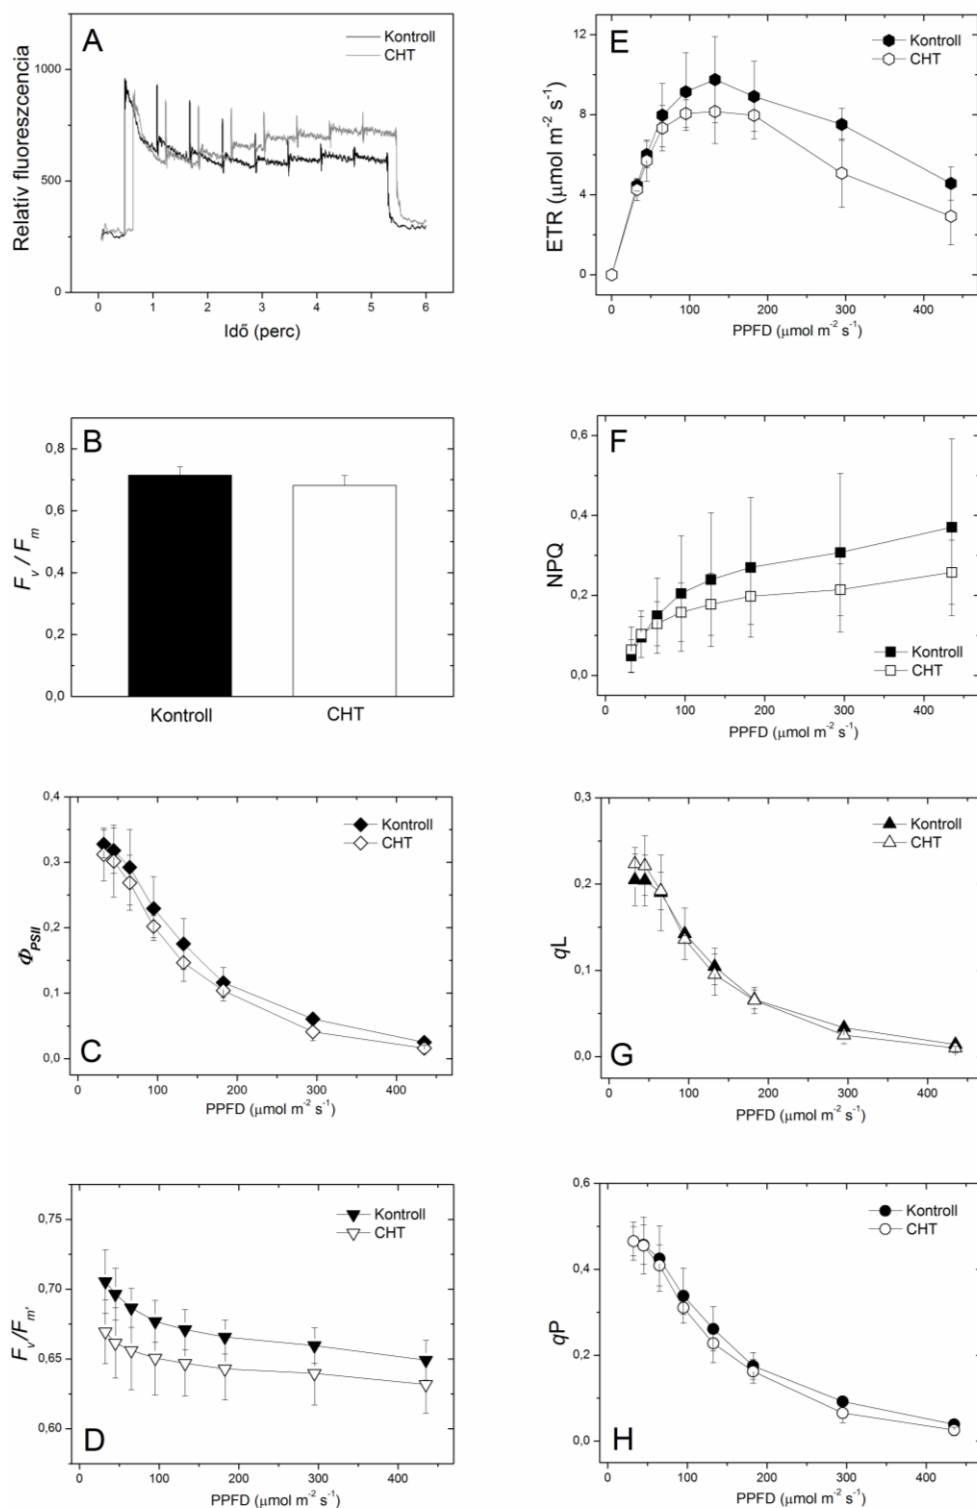 A
Kontroll
CHT
Relatív fluoreszcencia
1000
750
500
250
0
0 1 2 3 4 5 6
Idő (perc)
E
Kontroll
CHT
ETR (μmol m⁻² s⁻¹)
12
8
4
0
0 100 200 300 400
PPFD (μmol m⁻² s⁻¹)
B
Fv / Fm
0,8
0,6
0,4
0,2
0,0
Kontroll CHT
F
NPQ
0,6
0,4
0,2
0,0
Kontroll
CHT
0 100 200 300 400
PPFD (μmol m⁻² s⁻¹)
Kontroll
CHT
ΦPSII
0,4
0,3
0,2
0,1
0,0
C
0 100 200 300 400
PPFD (μmol m⁻² s⁻¹)
Kontroll
CHT
qL
0,3
0,2
0,1
0,0
G
0 100 200 300 400
PPFD (μmol m⁻² s⁻¹)
Kontroll
CHT
Fv/Fm'
0,75
0,70
0,65
0,60
D
0 100 200 300 400
PPFD (μmol m⁻² s⁻¹)
Kontroll
CHT
qP
0,6
0,4
0,2
0,0
H
0 100 200 300 400
PPFD (μmol m⁻² s⁻¹)